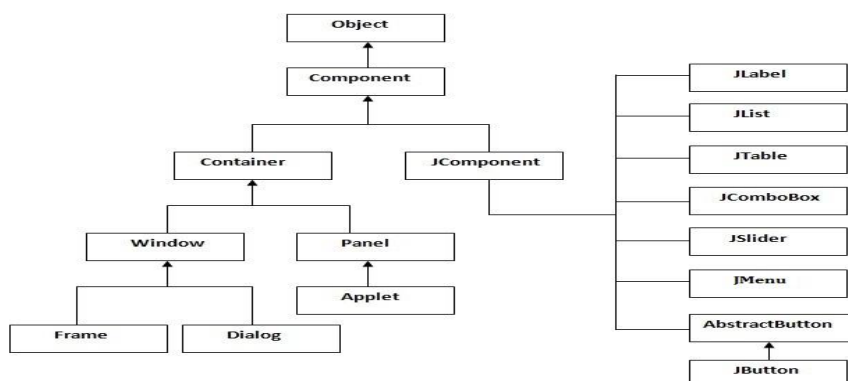 Object
Component
Container
JComponent
Window
Panel
Applet
Frame
Dialog
JLabel
JList
JTable
JComboBox
JSlider
JMenu
AbstractButton
JButton